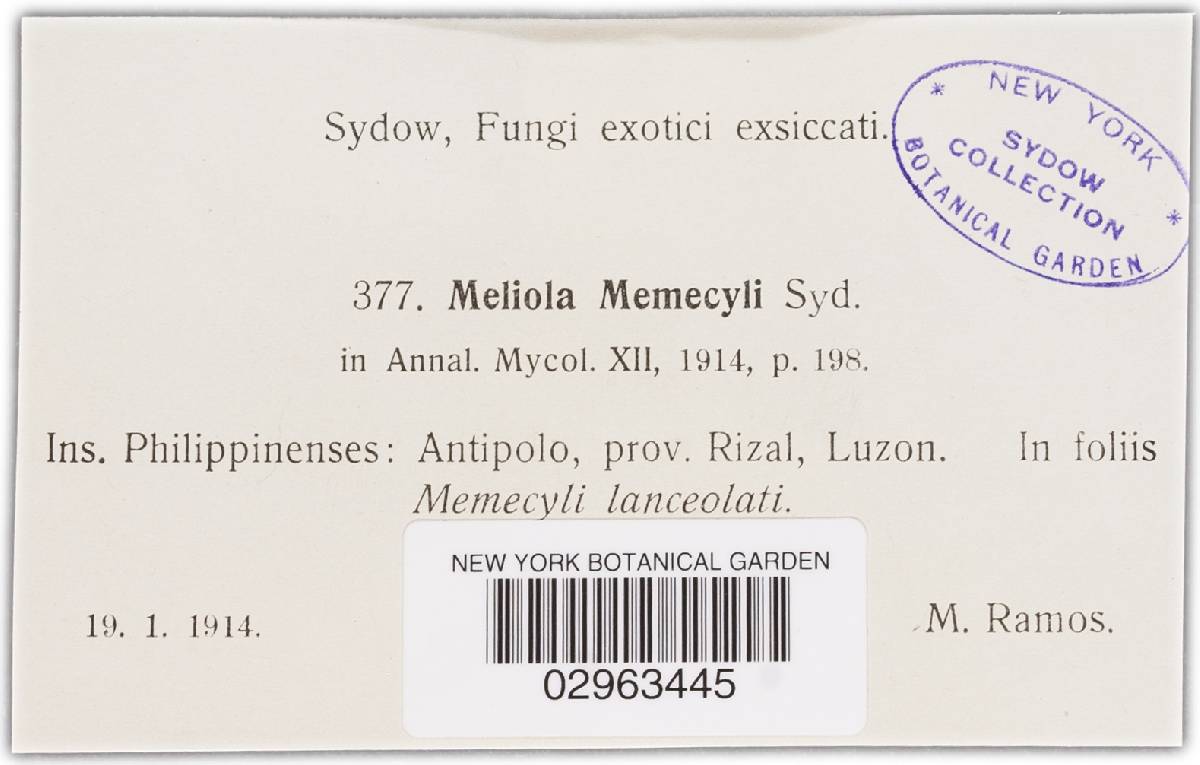 Sydow, Fungi exotici exsiccati.
* NEW YORK *
SYDOW
COLLECTION
BOTANICAL GARDEN
377. Meliola Memecyli Syd.
in Annal. Mycol. XII, 1914, p. 198.
Ins. Philippinenses: Antipolo, prov. Rizal, Luzon. In foliis
Memecyli lanceolati.
NEW YORK BOTANICAL GARDEN
02963445
19. 1. 1914.
M. Ramos.